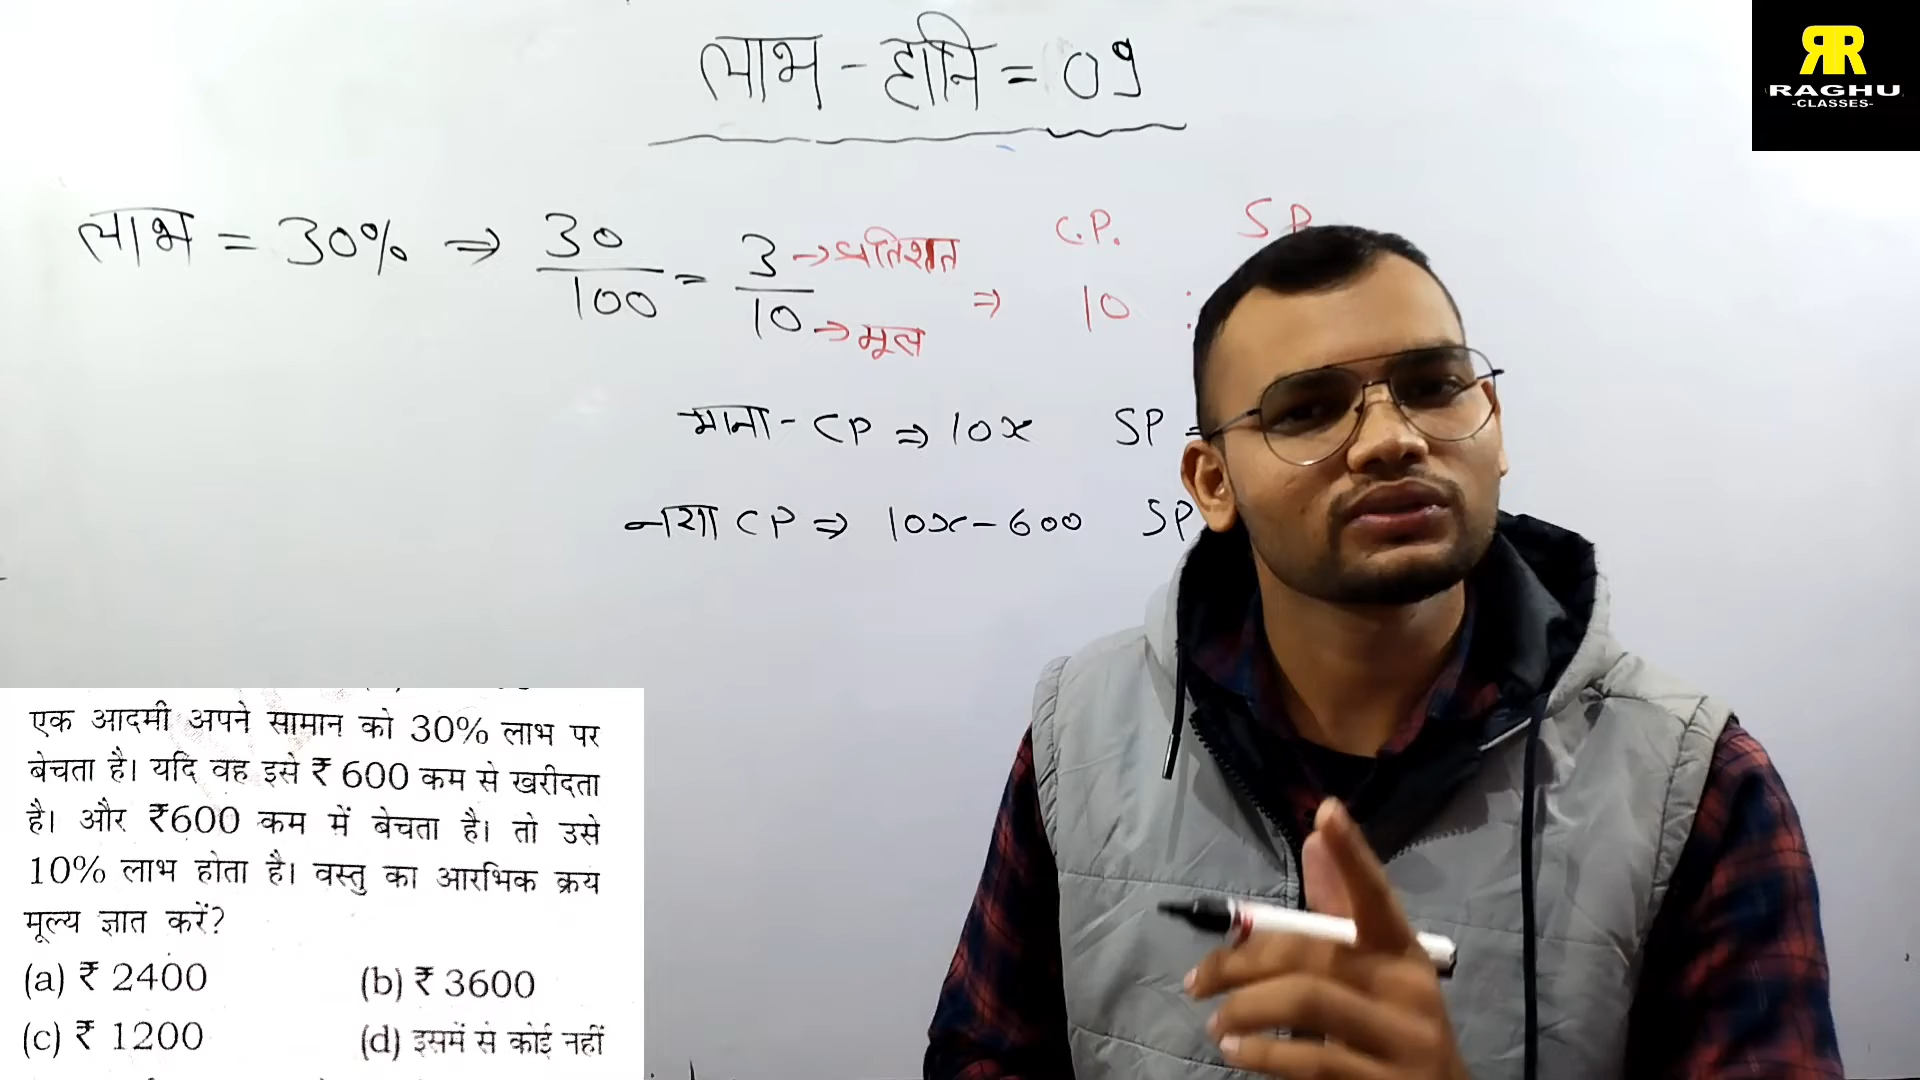 लाभ - हानि = 09
RR
RAGHU
-CLASSES-
लाभ = 30% ⇒ 30/100 = 3/10 → प्रतिशत → मूल ⇒ C.P. SP 10 :
माना - CP ⇒ 10x SP =
नया CP ⇒ 10x - 600 SP
एक आदमी अपने सामान को 30% लाभ पर
बेचता है। यदि वह इसे ₹ 600 कम से खरीदता
है। और ₹600 कम में बेचता है। तो उसे
10% लाभ होता है। वस्तु का आरभिक क्रय
मूल्य ज्ञात करें?
(a) ₹ 2400 (b) ₹ 3600
(c) ₹ 1200 (d) इसमें से कोई नहीं